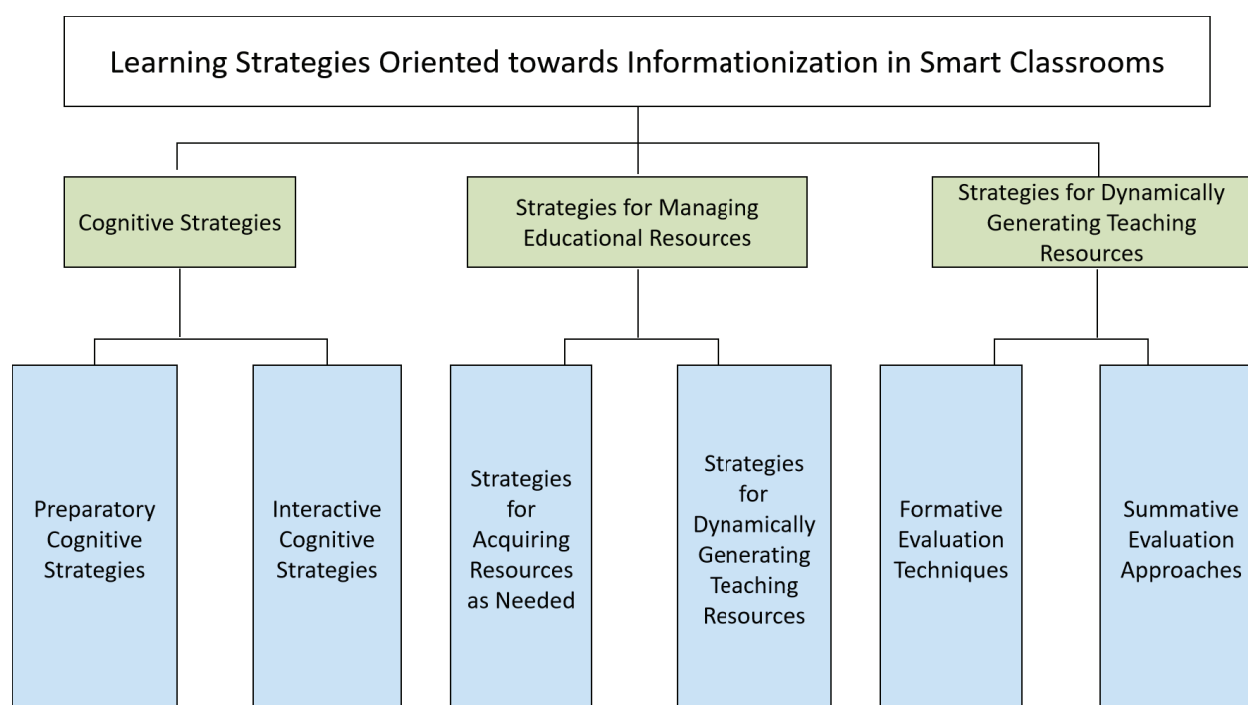 Learning Strategies Oriented towards Informationization in Smart Classrooms
Cognitive Strategies
Strategies for Managing
Educational Resources
Strategies for Dynamically
Generating Teaching
Resources
Preparatory
Cognitive
Strategies
Interactive
Cognitive
Strategies
Strategies
for
Acquiring
Resources
as Needed
Strategies
for
Dynamically
Generating
Teaching
Resources
Formative
Evaluation
Techniques
Summative
Evaluation
Approaches